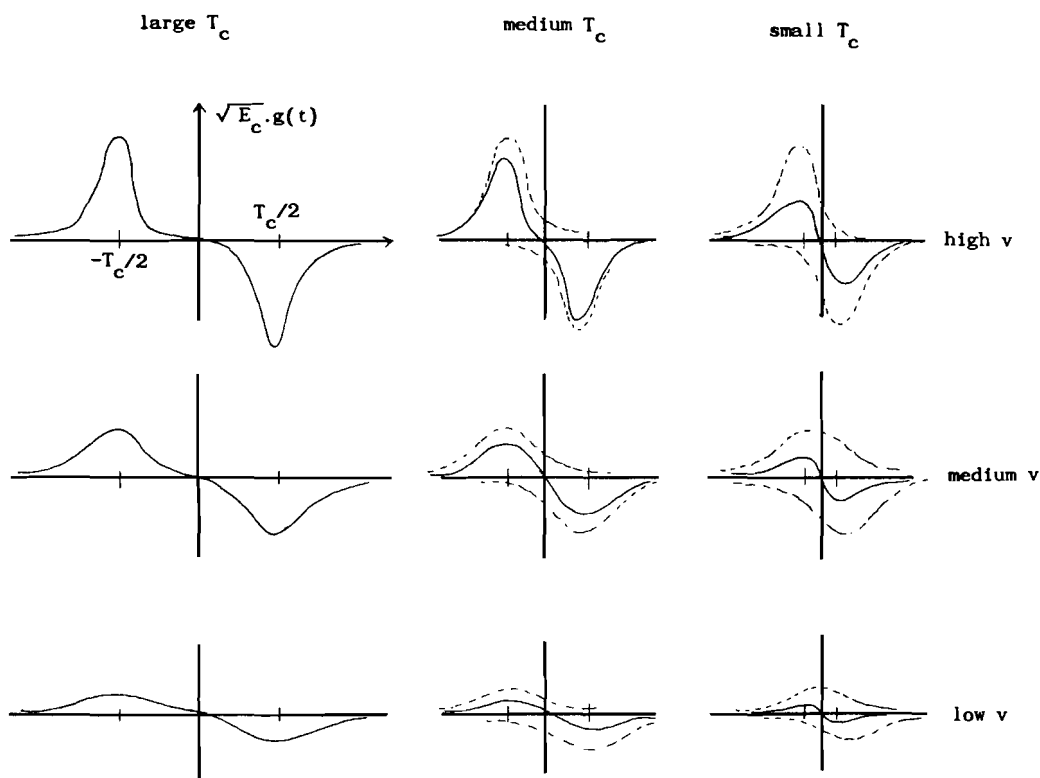 large T_c medium T_c small T_c
√E_c.g(t)
T_c/2
-T_c/2
high v
medium v
low v